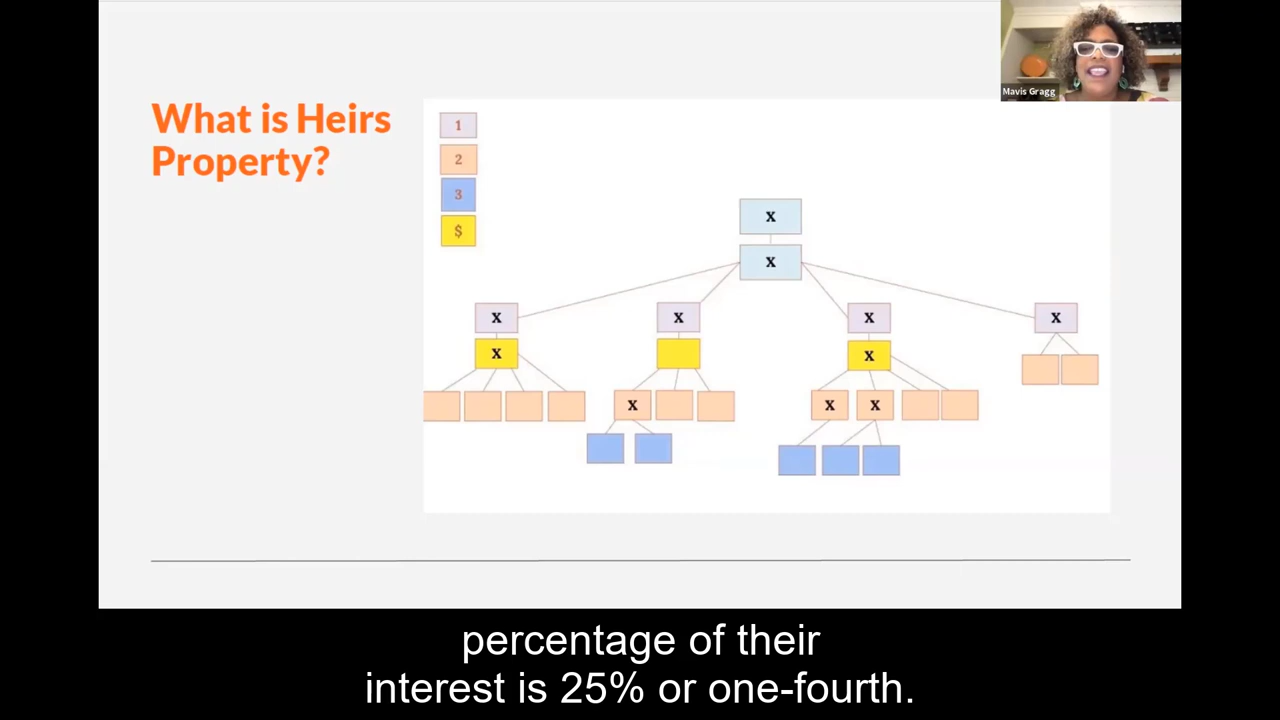 Mavis Gragg
What is Heirs
Property?
1
2
3
$
X
X
X
X
X
X
X
X
X
X
X
percentage of their
interest is 25% or one-fourth.